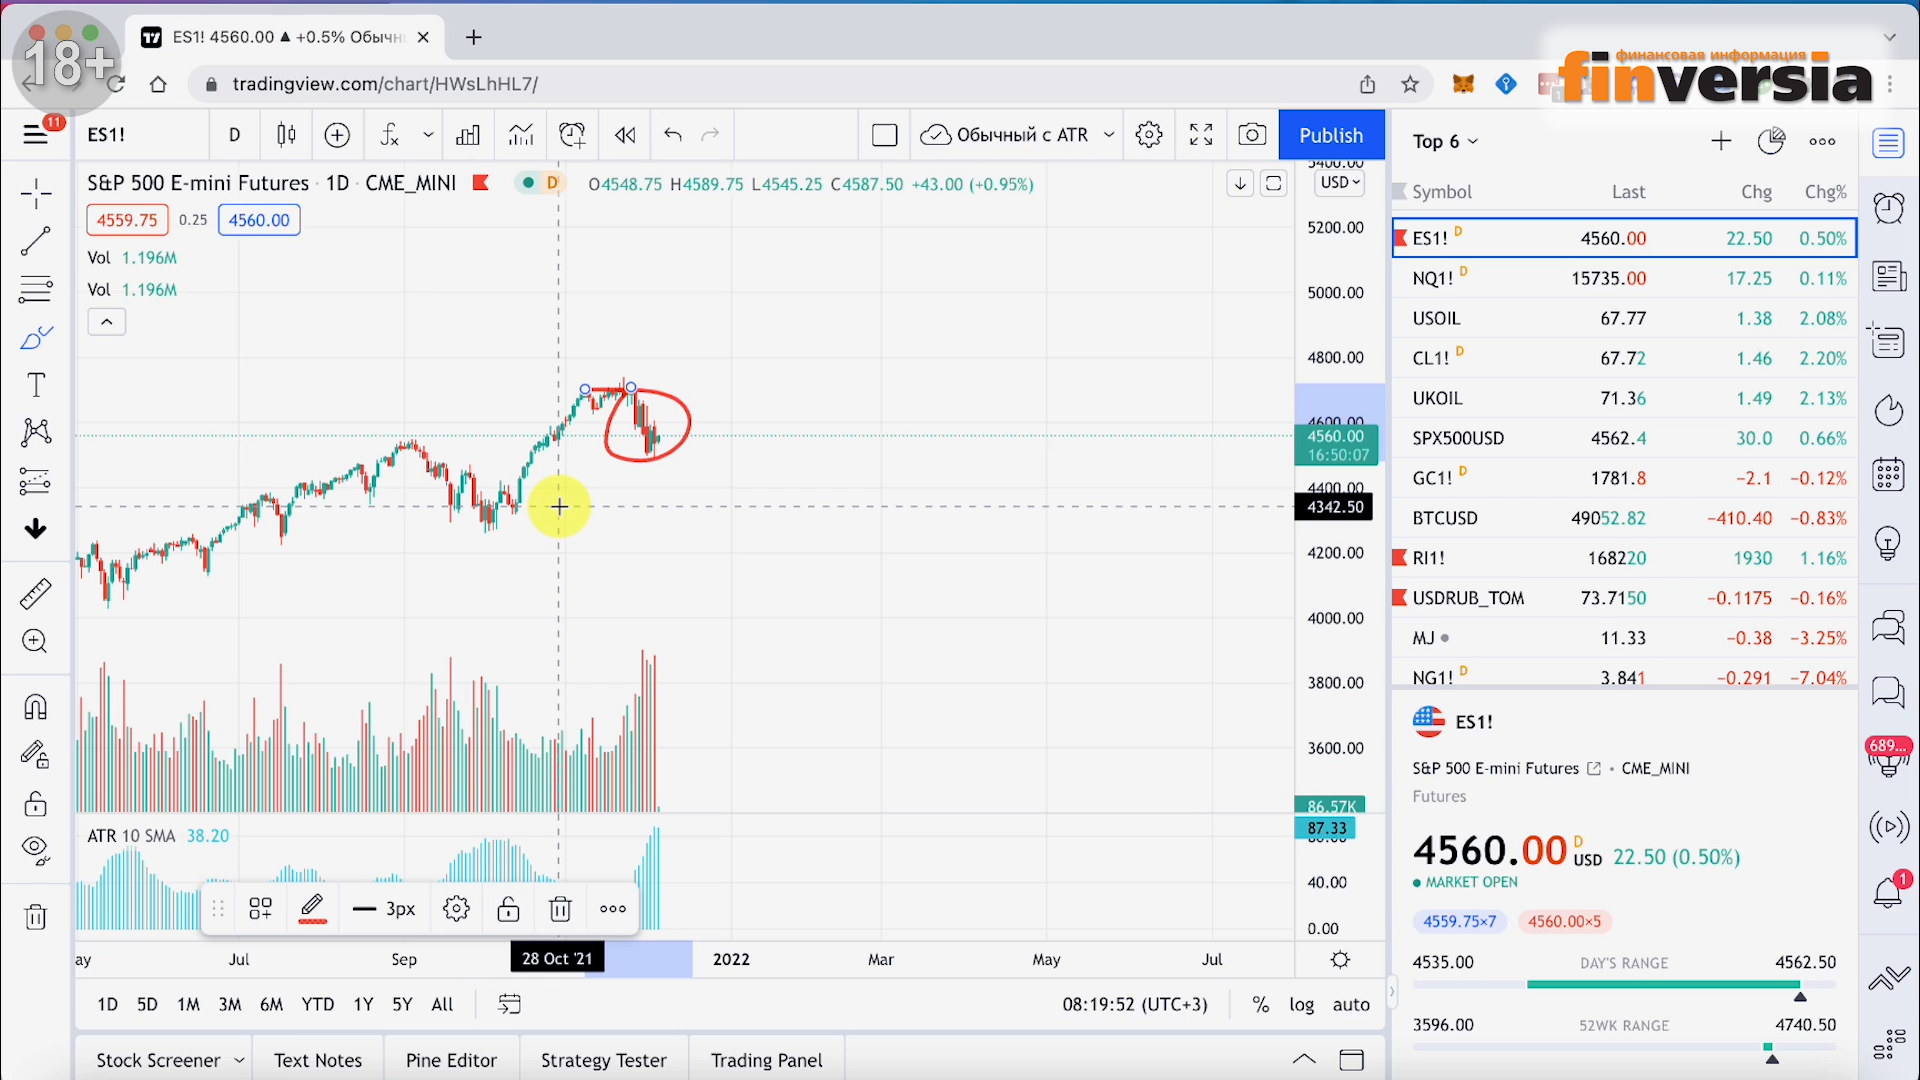 ES1! 4560.00 ▲ +0.5% Обычн
18+
tradingview.com/chart/HWsLhHL7/
финансовая информация
finversia
11
ES1!
D
Обычный с ATR
Publish
Top 6
S&P 500 E-mini Futures · 1D · CME_MINI
D
O4548.75 H4589.75 L4545.25 C4587.50 +43.00 (+0.95%)
USD
4559.75 0.25 4560.00
Vol 1.196M
Vol 1.196M
5400.00
5200.00
5000.00
4800.00
4600.00
4560.00
16:50:07
4400.00
4342.50
4200.00
4000.00
3800.00
3600.00
86.57K
87.33
40.00
0.00
ATR 10 SMA 38.20
3px
Jul
Sep
28 Oct '21
2022
Mar
May
Jul
1D 5D 1M 3M 6M YTD 1Y 5Y All
08:19:52 (UTC+3)
% log auto
Stock Screener
Text Notes
Pine Editor
Strategy Tester
Trading Panel
Symbol Last Chg Chg%
ES1! D 4560.00 22.50 0.50%
NQ1! D 15735.00 17.25 0.11%
USOIL 67.77 1.38 2.08%
CL1! D 67.72 1.46 2.20%
UKOIL 71.36 1.49 2.13%
SPX500USD 4562.4 30.0 0.66%
GC1! D 1781.8 −2.1 −0.12%
BTCUSD 49052.82 −410.40 −0.83%
RI1! 168220 1930 1.16%
USDRUB_TOM 73.7150 −0.1175 −0.16%
MJ 11.33 −0.38 −3.25%
NG1! D 3.841 −0.291 −7.04%
ES1!
S&P 500 E-mini Futures · CME_MINI
Futures
4560.00 D USD 22.50 (0.50%)
MARKET OPEN
4559.75×7 4560.00×5
4535.00 DAY'S RANGE 4562.50
3596.00 52WK RANGE 4740.50
689...
1